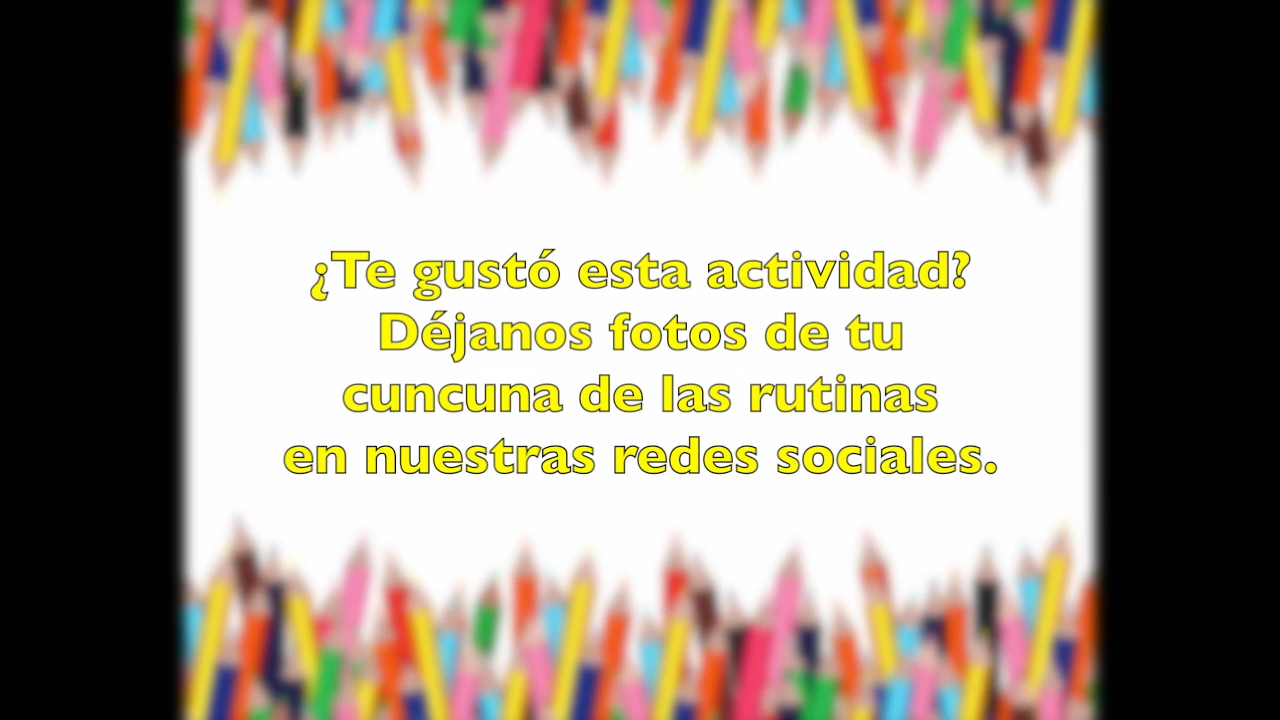 ¿Te gustó esta actividad?
Déjanos fotos de tu
cuncuna de las rutinas
en nuestras redes sociales.